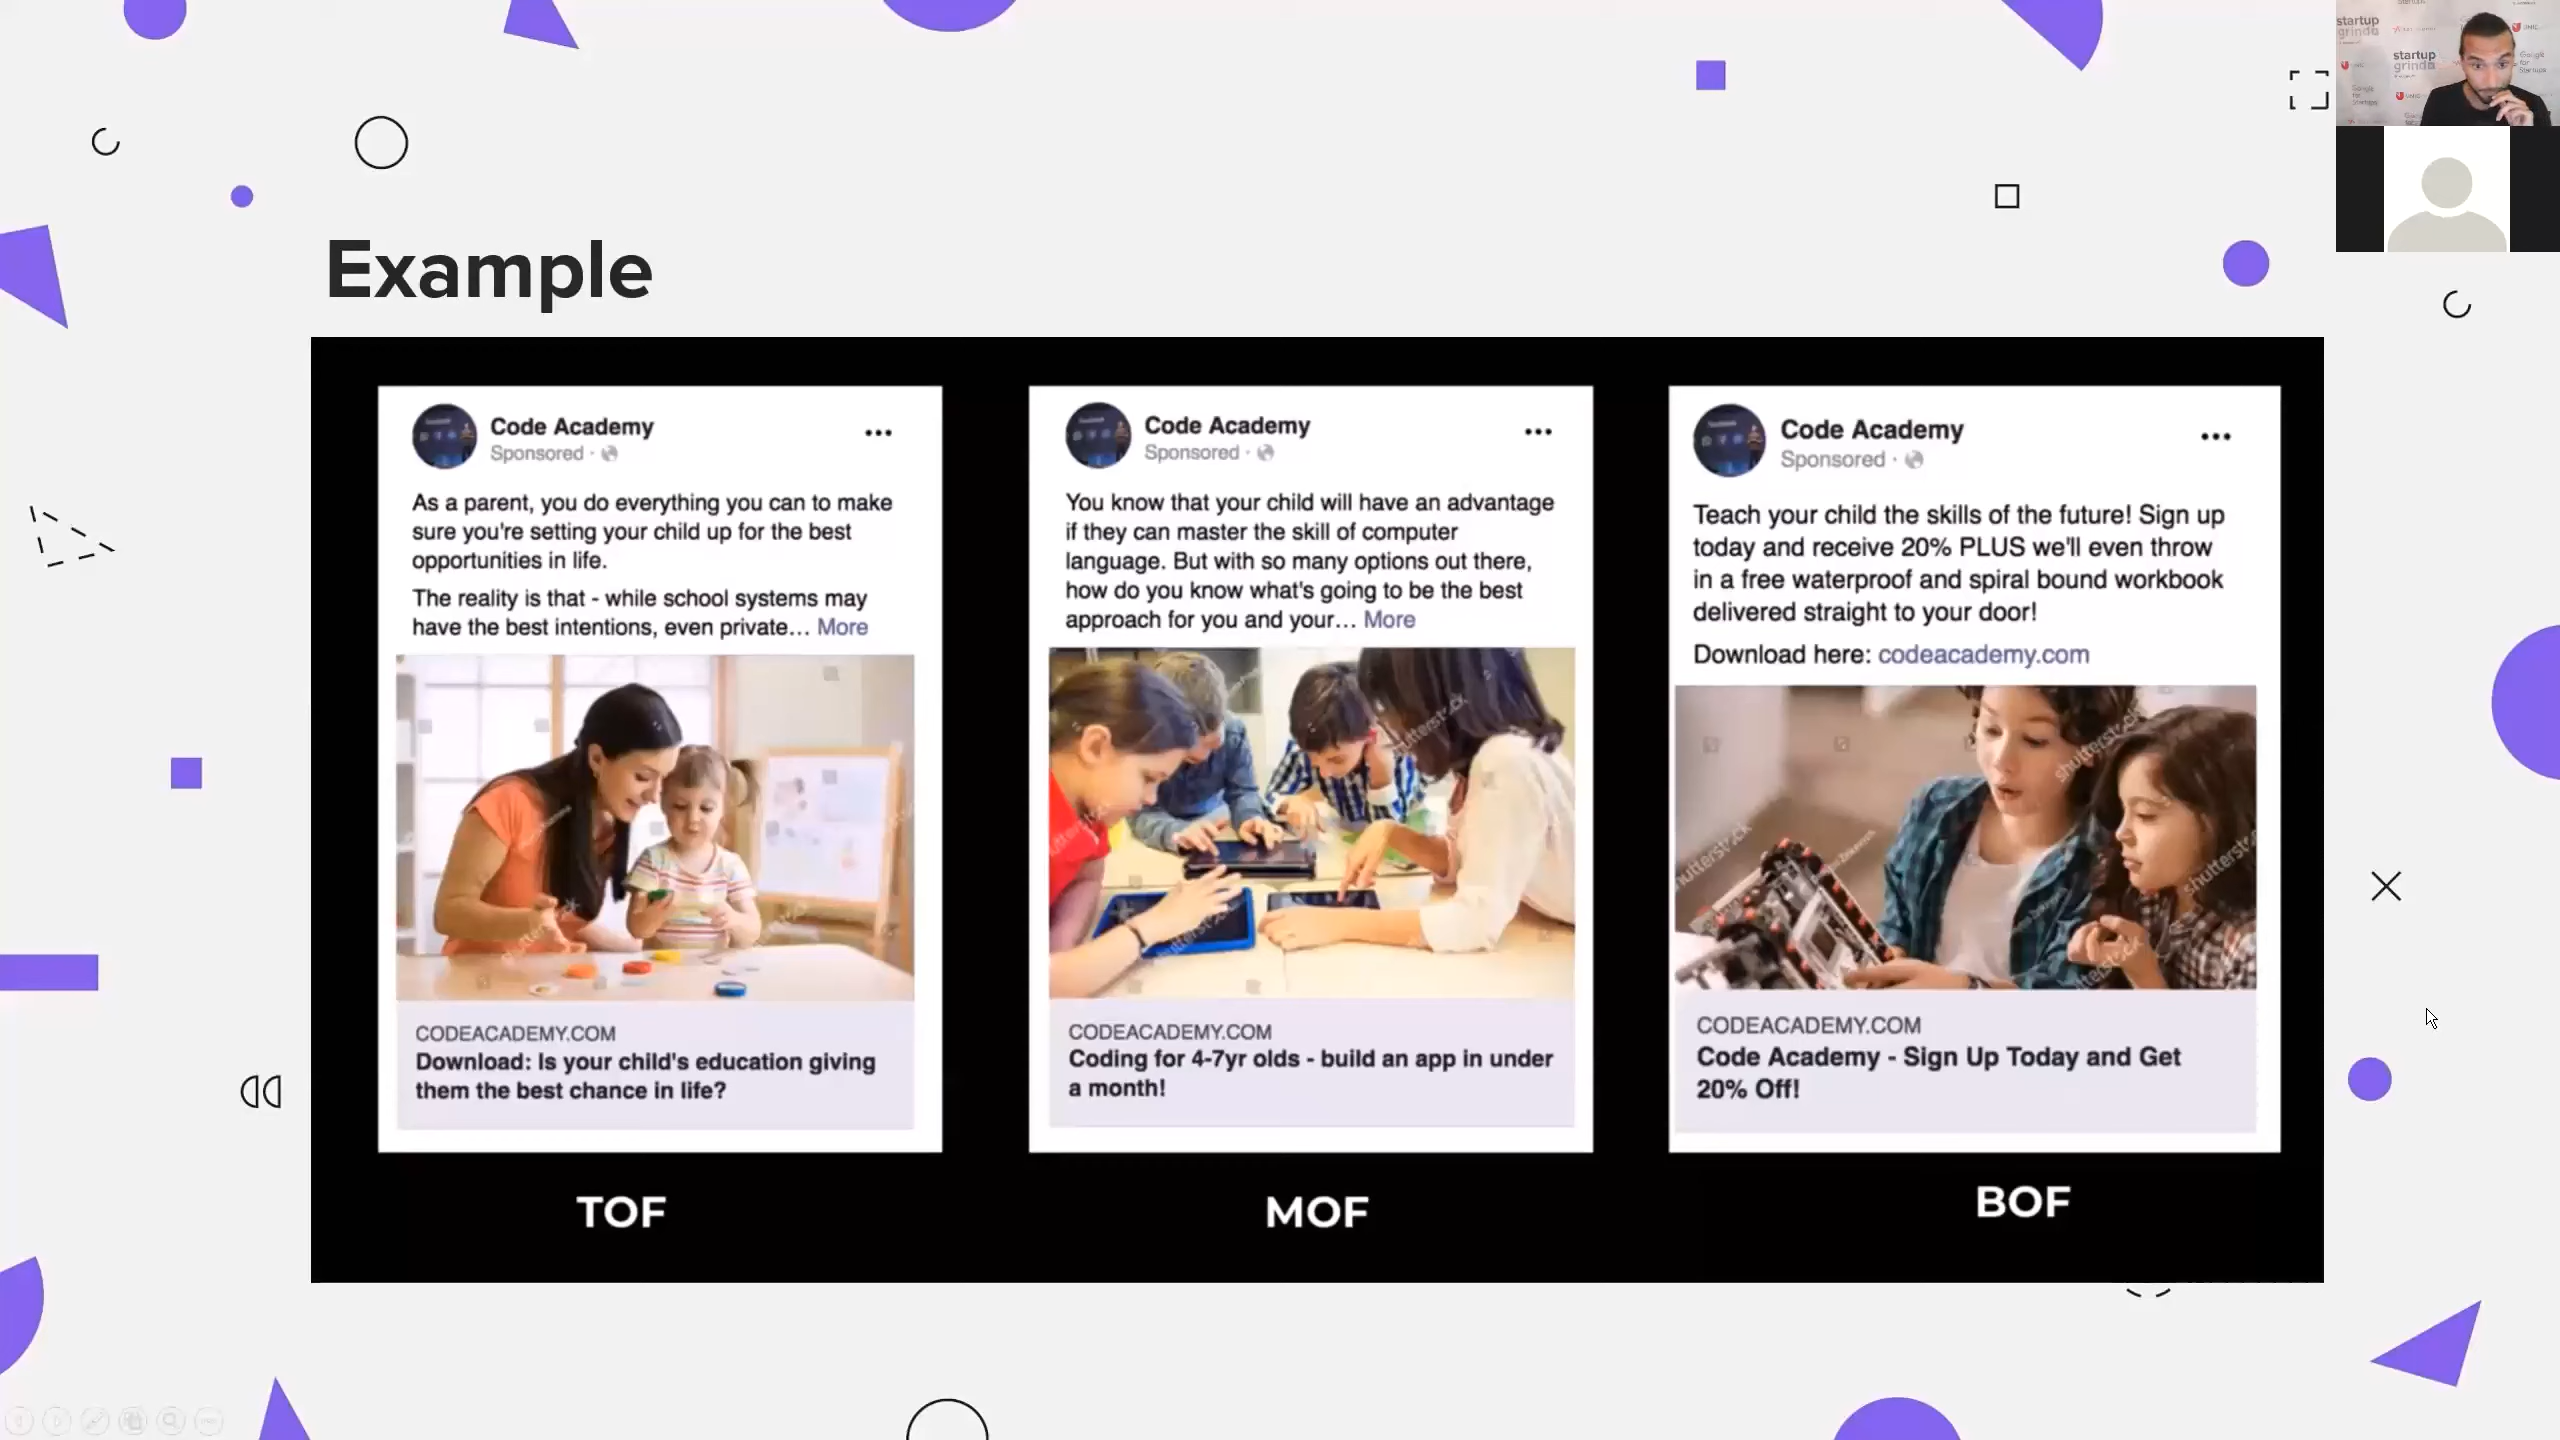 startup
grind
startup
grind
Google
for
Startups
Example
Code Academy
Sponsored ·
As a parent, you do everything you can to make
sure you're setting your child up for the best
opportunities in life.
The reality is that - while school systems may
have the best intentions, even private... More
CODEACADEMY.COM
Download: Is your child's education giving
them the best chance in life?
TOF
Code Academy
Sponsored ·
You know that your child will have an advantage
if they can master the skill of computer
language. But with so many options out there,
how do you know what's going to be the best
approach for you and your... More
CODEACADEMY.COM
Coding for 4-7yr olds - build an app in under
a month!
MOF
Code Academy
Sponsored ·
Teach your child the skills of the future! Sign up
today and receive 20% PLUS we'll even throw
in a free waterproof and spiral bound workbook
delivered straight to your door!
Download here: codeacademy.com
shutterstock
CODEACADEMY.COM
Code Academy - Sign Up Today and Get
20% Off!
BOF